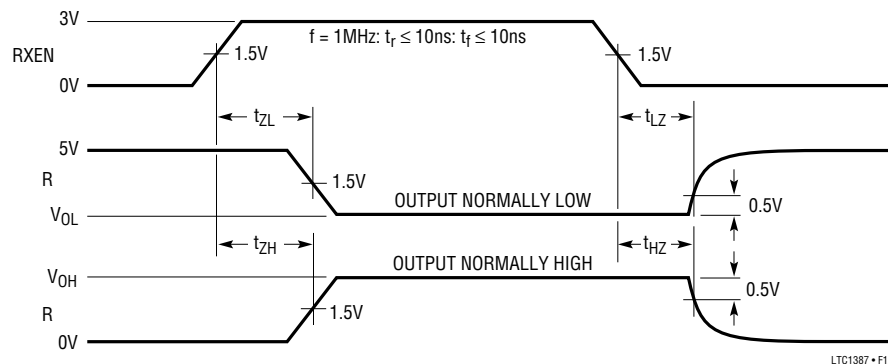 3V
RXEN
0V
1.5V
f = 1MHz: tr ≤ 10ns: tf ≤ 10ns
1.5V
tZL
tLZ
5V
R
VOL
1.5V
OUTPUT NORMALLY LOW
0.5V
tZH
tHZ
VOH
R
0V
OUTPUT NORMALLY HIGH
1.5V
0.5V
LTC1387 • F1